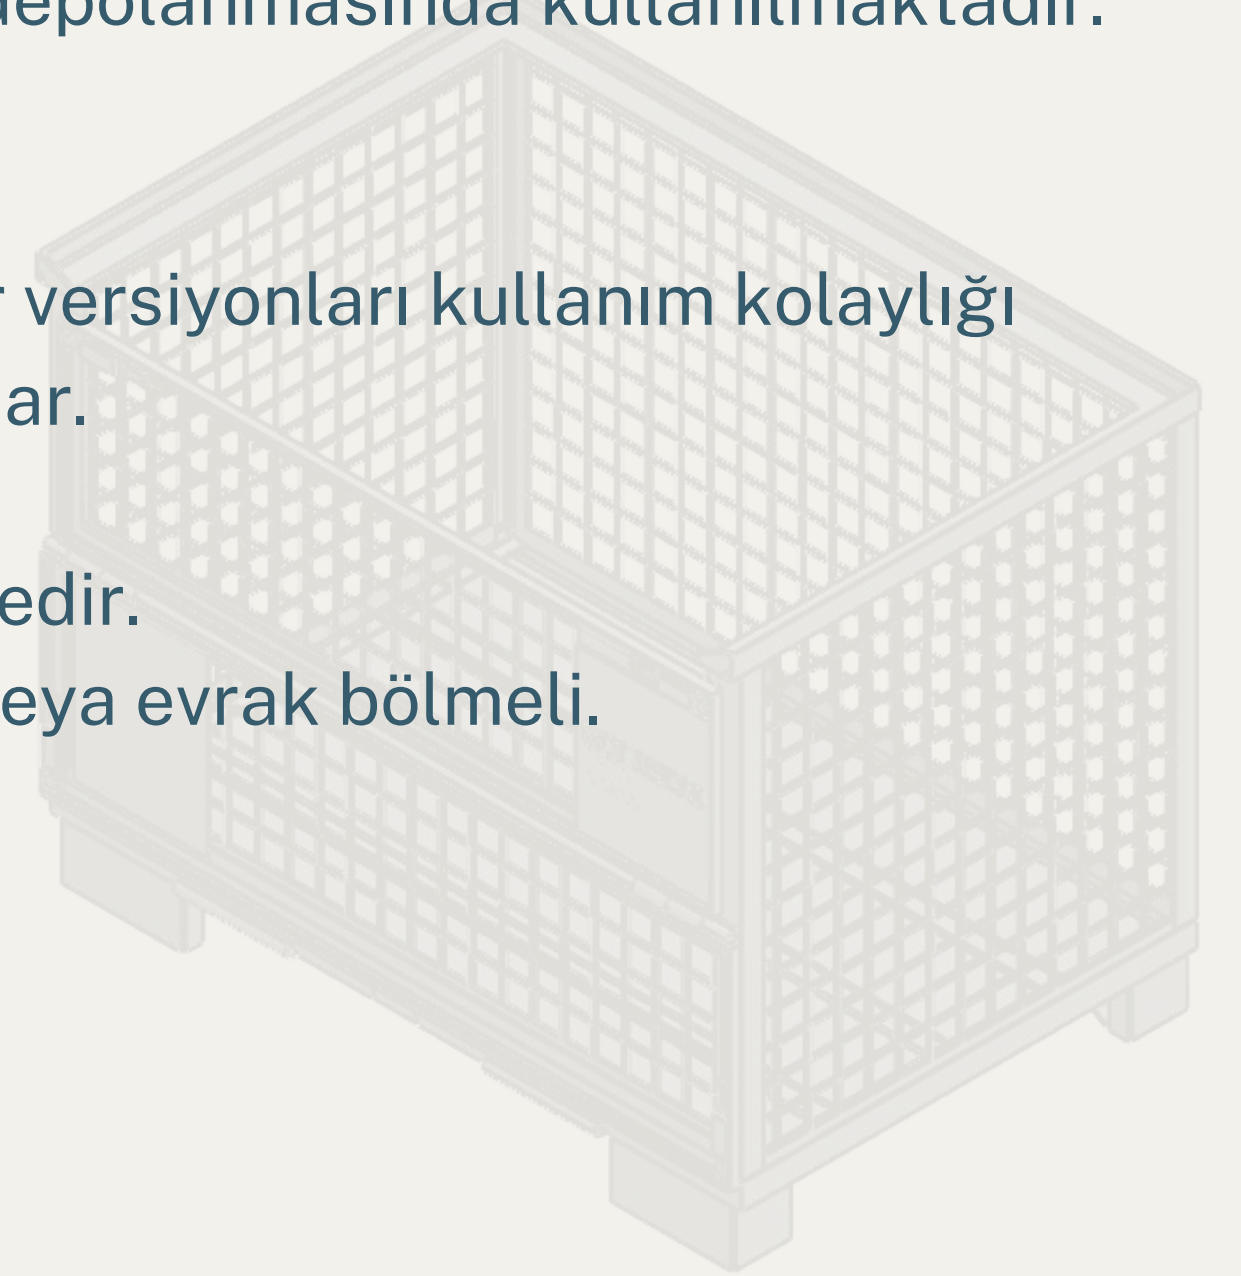 depolanmasında kullanılmaktadır.
r versiyonları kullanım kolaylığı
ar.
edir.
eya evrak bölmeli.